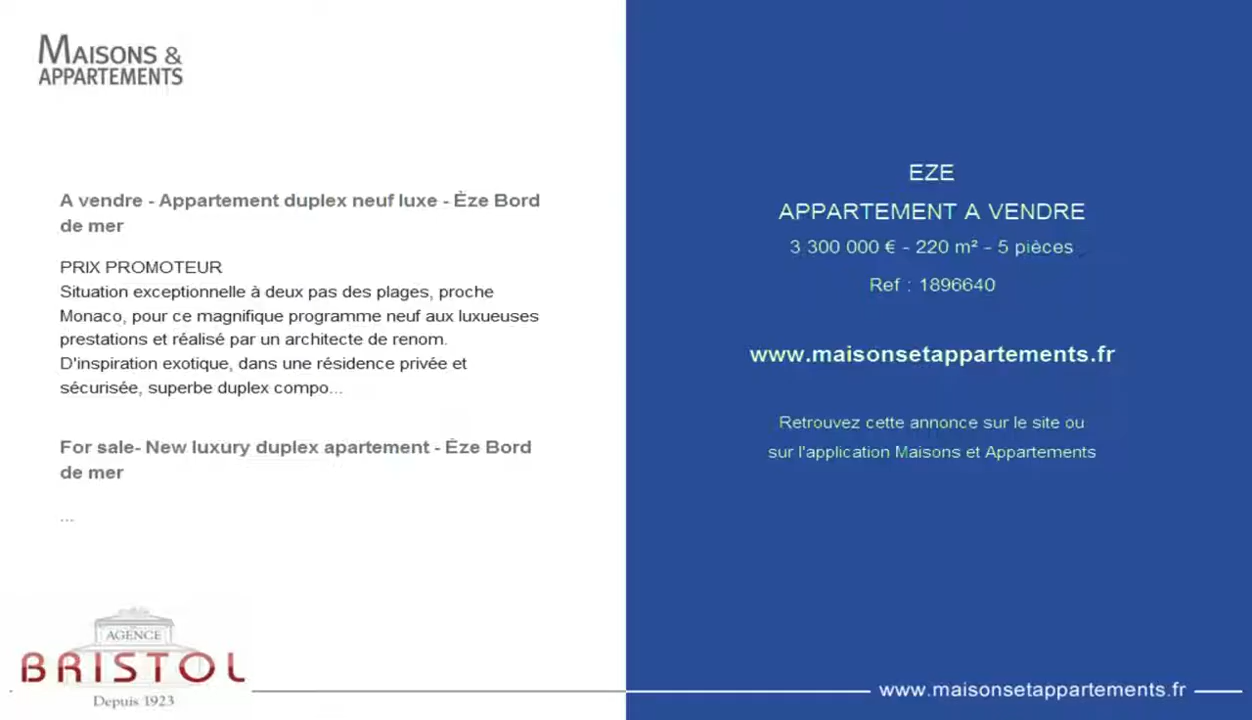 MAISONS &
APPARTEMENTS
A vendre - Appartement duplex neuf luxe - Èze Bord
de mer
PRIX PROMOTEUR
Situation exceptionnelle à deux pas des plages, proche
Monaco, pour ce magnifique programme neuf aux luxueuses
prestations et réalisé par un architecte de renom.
D'inspiration exotique, dans une résidence privée et
sécurisée, superbe duplex compo...
For sale- New luxury duplex apartement - Èze Bord
de mer
...
AGENCE
BRISTOL
Depuis 1923
EZE
APPARTEMENT A VENDRE
3 300 000 € - 220 m² - 5 pièces
Ref : 1896640
www.maisonsetappartements.fr
Retrouvez cette annonce sur le site ou
sur l'application Maisons et Appartements
www.maisonsetappartements.fr